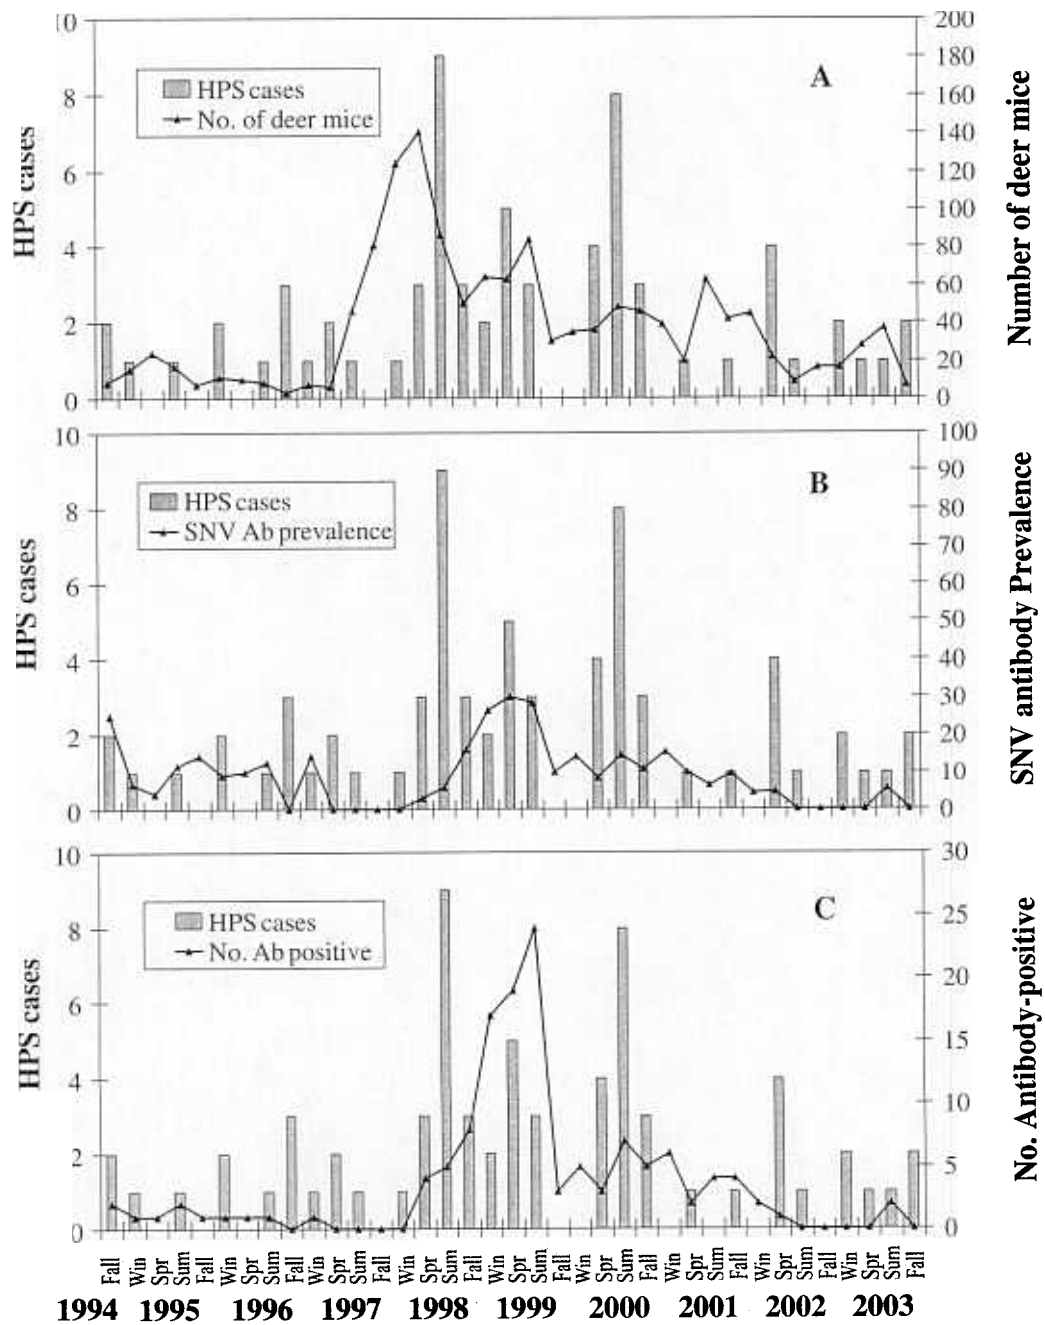 10
8
6
4
2
0
HPS cases
HPS cases
No. of deer mice
A
200
180
160
140
120
100
80
60
40
20
0
Number of deer mice
10
8
6
4
2
0
HPS cases
HPS cases
SNV Ab prevalence
B
100
90
80
70
60
50
40
30
20
10
0
SNV antibody Prevalence
10
8
6
4
2
0
HPS cases
HPS cases
No. Ab positive
C
30
25
20
15
10
5
0
No. Antibody-positive
Fall Win Spr Sum Fall Win Spr Sum Fall Win Spr Sum Fall Win Spr Sum Fall Win Spr Sum Fall Win Spr Sum Fall Win Spr Sum Fall Win Spr Sum Fall Win Spr Sum Fall
1994 1995 1996 1997 1998 1999 2000 2001 2002 2003